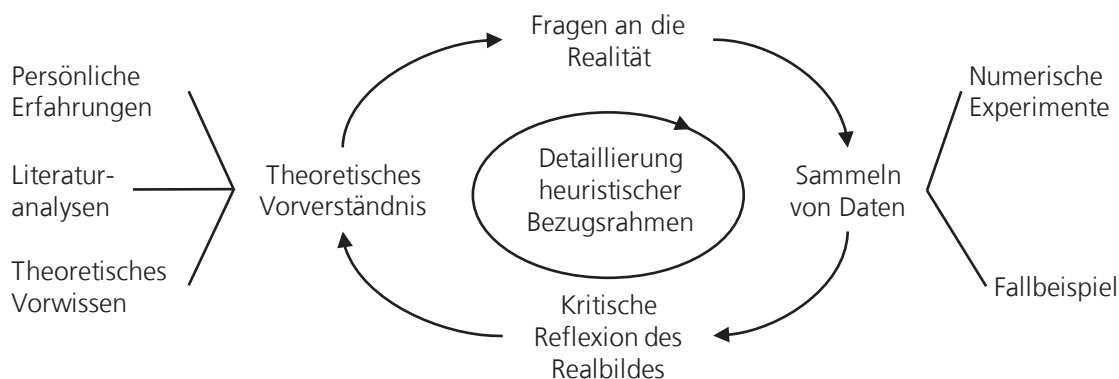 Fragen an die
Realität
Persönliche
Erfahrungen
Literatur-
analysen
Theoretisches
Vorwissen
Theoretisches
Vorverständnis
Detaillierung
heuristischer
Bezugsrahmen
Sammeln
von Daten
Numerische
Experimente
Fallbeispiel
Kritische
Reflexion des
Realbildes